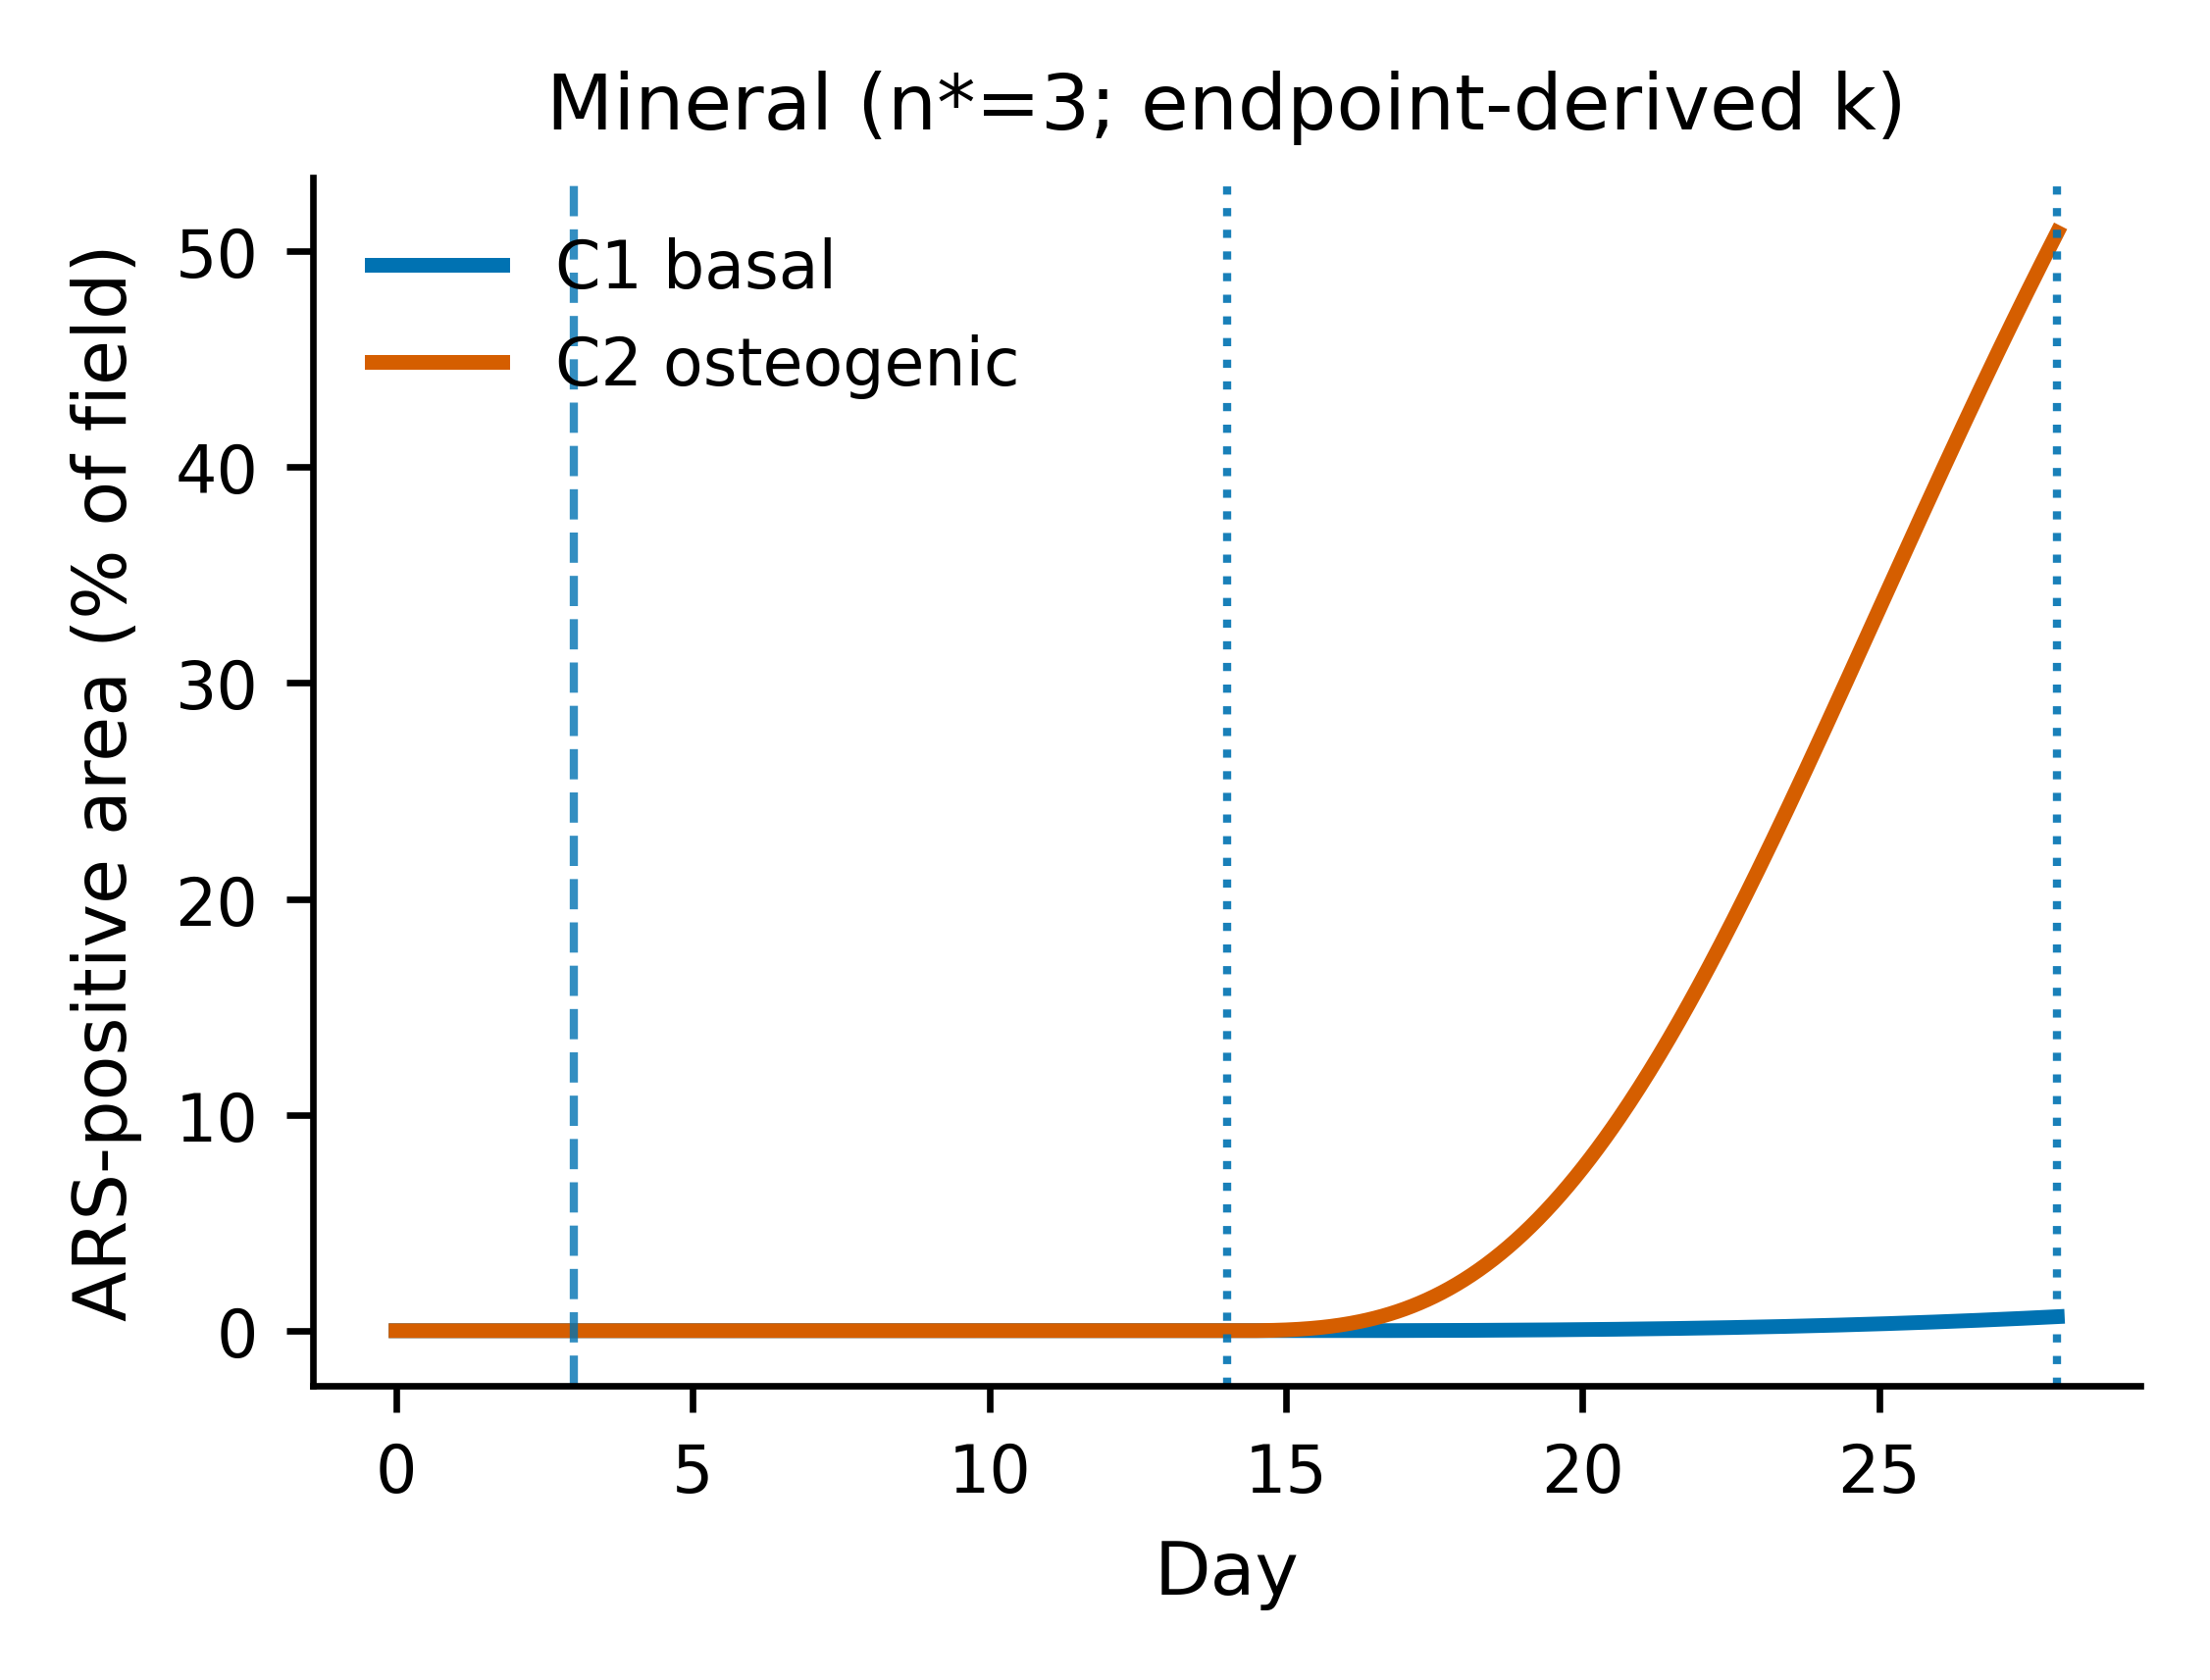 Mineral (n*=3; endpoint-derived k)
C1 basal
C2 osteogenic
ARS-positive area (% of field)
50
40
30
20
10
0
0 5 10 15 20 25
Day